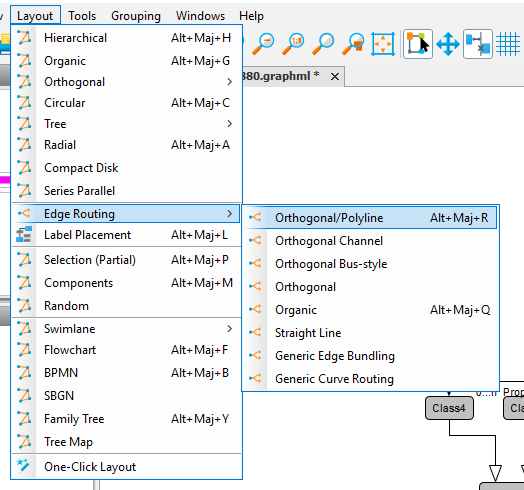 Layout Tools Grouping Windows Help
Hierarchical Alt+Maj+H
Organic Alt+Maj+G
Orthogonal
Circular Alt+Maj+C
Tree
Radial Alt+Maj+A
Compact Disk
Series Parallel
Edge Routing
Label Placement Alt+Maj+L
Selection (Partial) Alt+Maj+P
Components Alt+Maj+M
Random
Swimlane
Flowchart Alt+Maj+F
BPMN Alt+Maj+B
SBGN
Family Tree Alt+Maj+Y
Tree Map
One-Click Layout
1:1
380.graphml *
Orthogonal/Polyline Alt+Maj+R
Orthogonal Channel
Orthogonal Bus-style
Orthogonal
Organic Alt+Maj+Q
Straight Line
Generic Edge Bundling
Generic Curve Routing
0...n Prop
Class4 Cla